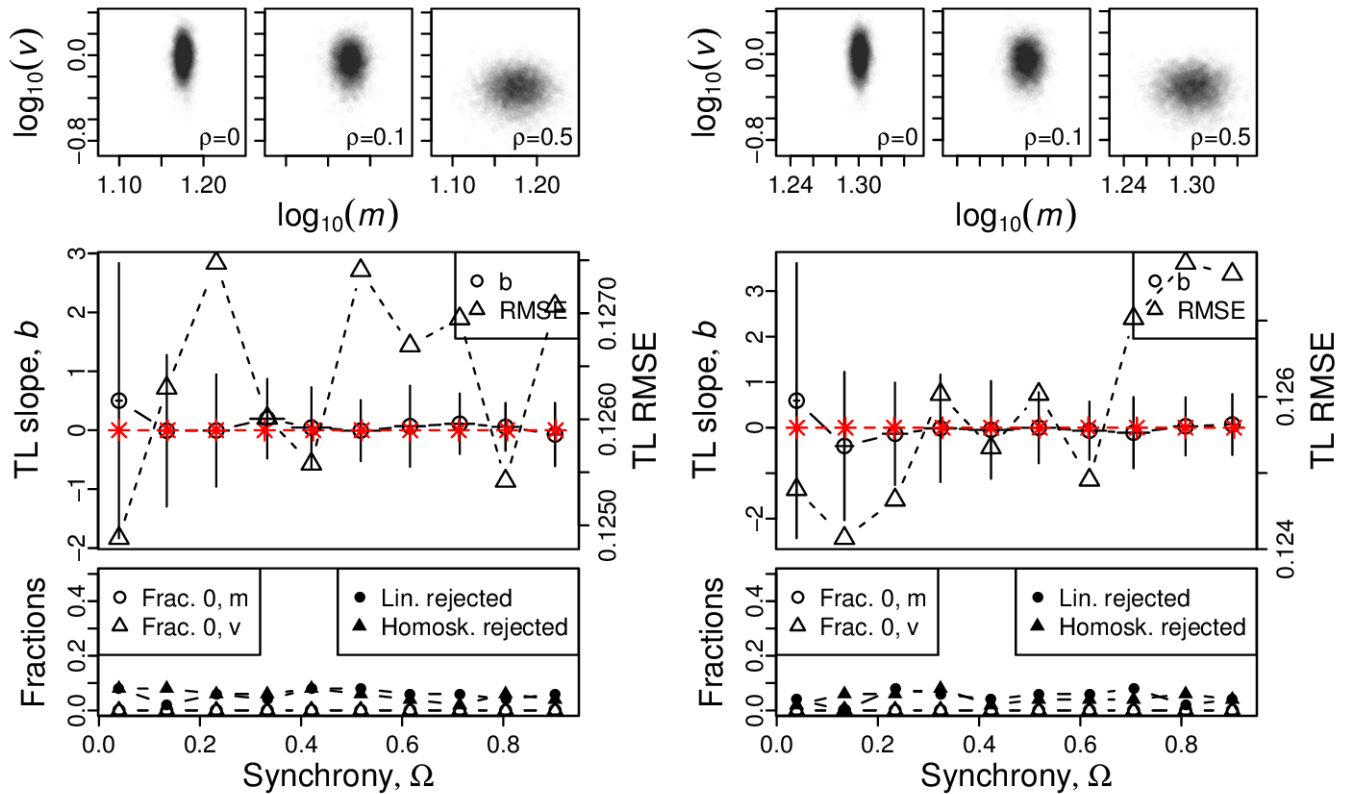 log10(v)
0.0
−0.8
ρ=0
ρ=0.1
ρ=0.5
1.10 1.20 1.10 1.20
log10(m)
log10(v)
0.0
−0.8
ρ=0
ρ=0.1
ρ=0.5
1.24 1.30 1.24 1.30
log10(m)
TL slope, b
3
2
1
0
−1
−2
b
RMSE
0.1270
0.1260
0.1250
TL RMSE
TL slope, b
3
2
1
0
−2
b
RMSE
0.126
0.124
TL RMSE
Fractions
0.4
0.2
0.0
Frac. 0, m
Frac. 0, v
Lin. rejected
Homosk. rejected
0.0 0.2 0.4 0.6 0.8
Synchrony, Ω
Fractions
0.4
0.2
0.0
Frac. 0, m
Frac. 0, v
Lin. rejected
Homosk. rejected
0.0 0.2 0.4 0.6 0.8
Synchrony, Ω